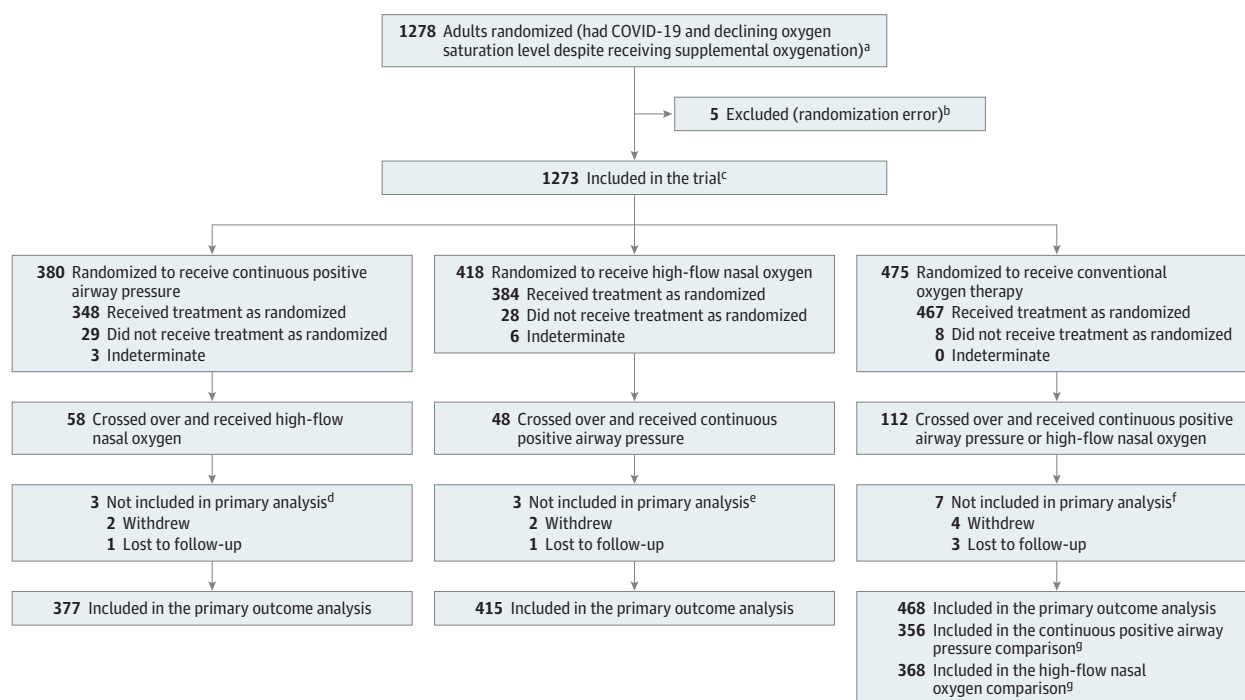 1278 Adults randomized (had COVID-19 and declining oxygen
saturation level despite receiving supplemental oxygenation)a
5 Excluded (randomization error)b
1273 Included in the trialc
380 Randomized to receive continuous positive
airway pressure
348 Received treatment as randomized
29 Did not receive treatment as randomized
3 Indeterminate
418 Randomized to receive high-flow nasal oxygen
384 Received treatment as randomized
28 Did not receive treatment as randomized
6 Indeterminate
475 Randomized to receive conventional
oxygen therapy
467 Received treatment as randomized
8 Did not receive treatment as randomized
0 Indeterminate
58 Crossed over and received high-flow
nasal oxygen
48 Crossed over and received continuous
positive airway pressure
112 Crossed over and received continuous positive
airway pressure or high-flow nasal oxygen
3 Not included in primary analysisd
2 Withdrew
1 Lost to follow-up
3 Not included in primary analysise
2 Withdrew
1 Lost to follow-up
7 Not included in primary analysisf
4 Withdrew
3 Lost to follow-up
377 Included in the primary outcome analysis
415 Included in the primary outcome analysis
468 Included in the primary outcome analysis
356 Included in the continuous positive airway
pressure comparisong
368 Included in the high-flow nasal
oxygen comparisong